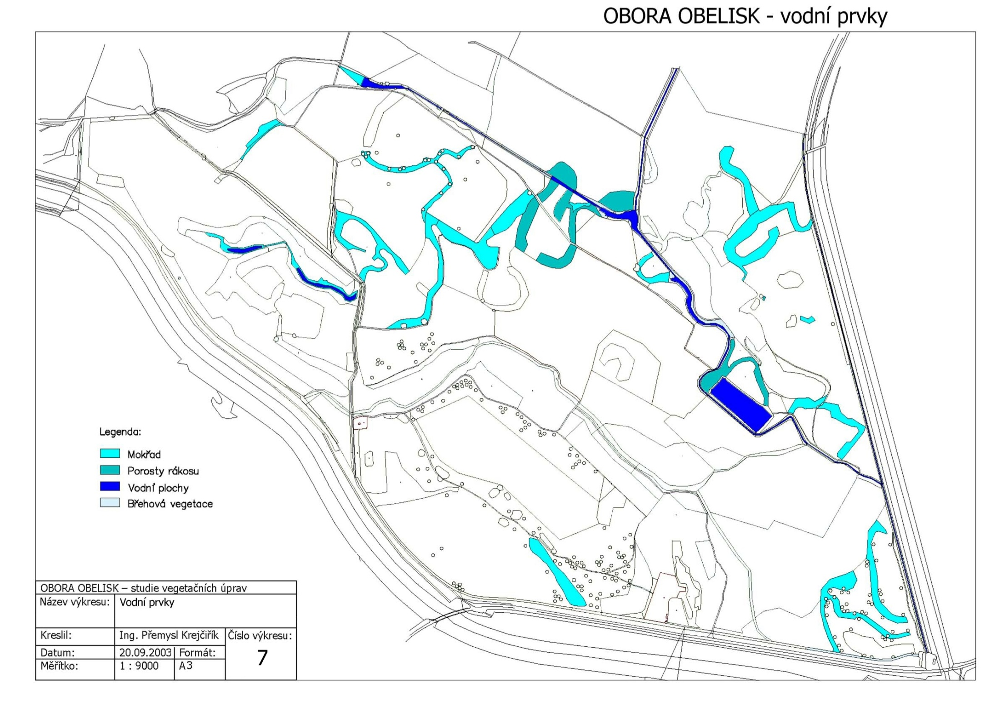 OBORA OBELISK - vodní prvky
Legenda:
Mokřad
Porosty rákosu
Vodní plochy
Břehová vegetace
OBORA OBELISK – studie vegetačních úprav
Název výkresu: Vodní prvky
Kreslil: Ing. Přemysl Krejčiřík Číslo výkresu:
Datum: 20.09.2003 Formát: 7
Měřítko: 1 : 9000 A3